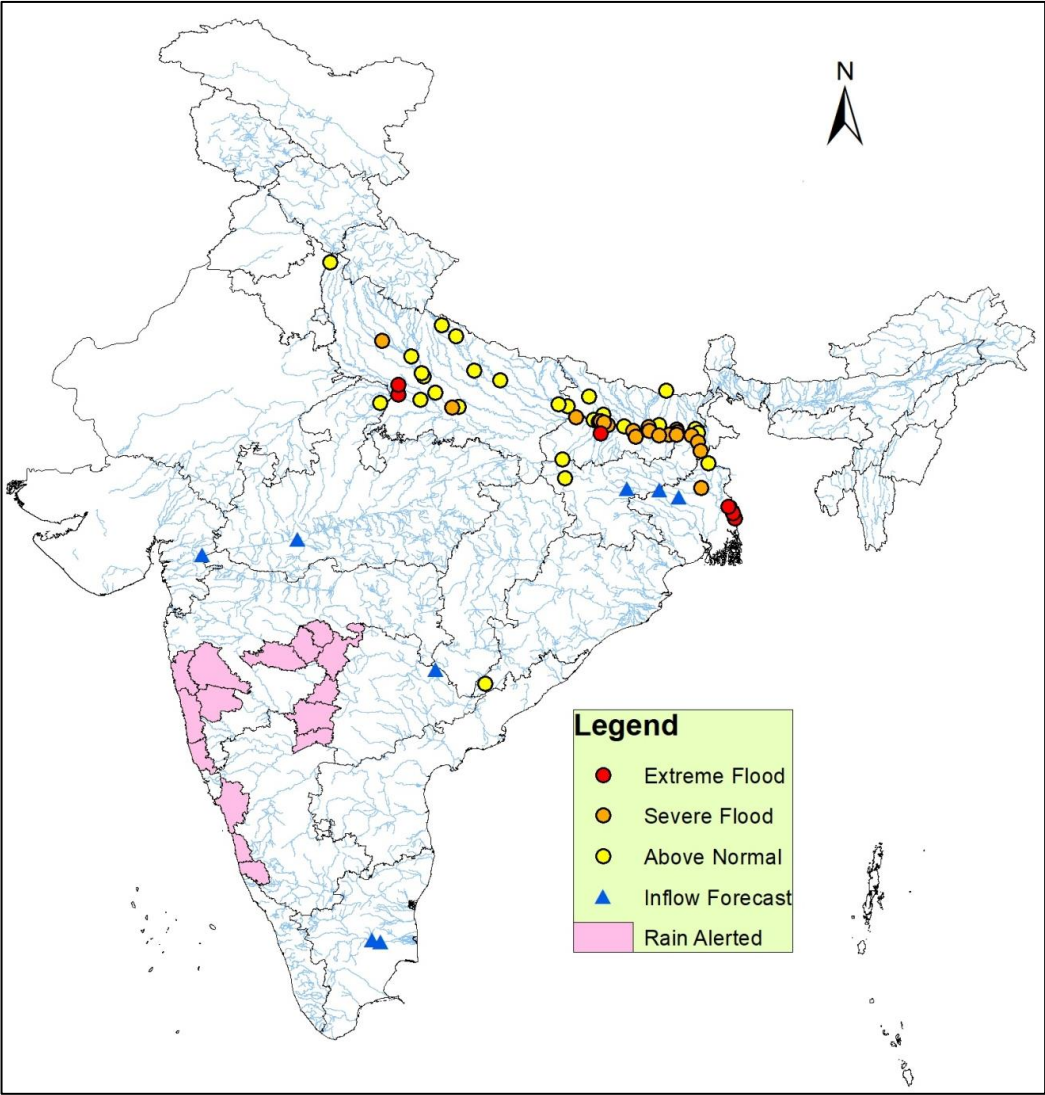 N
Legend
Extreme Flood
Severe Flood
Above Normal
Inflow Forecast
Rain Alerted